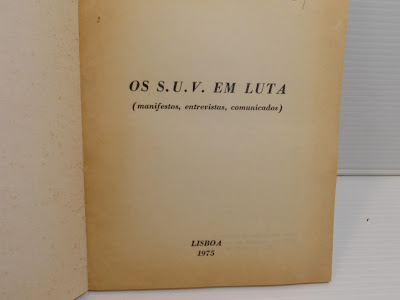 OS S.U.V. EM LUTA
(manifestos, entrevistas, comunicados)
LISBOA
1975